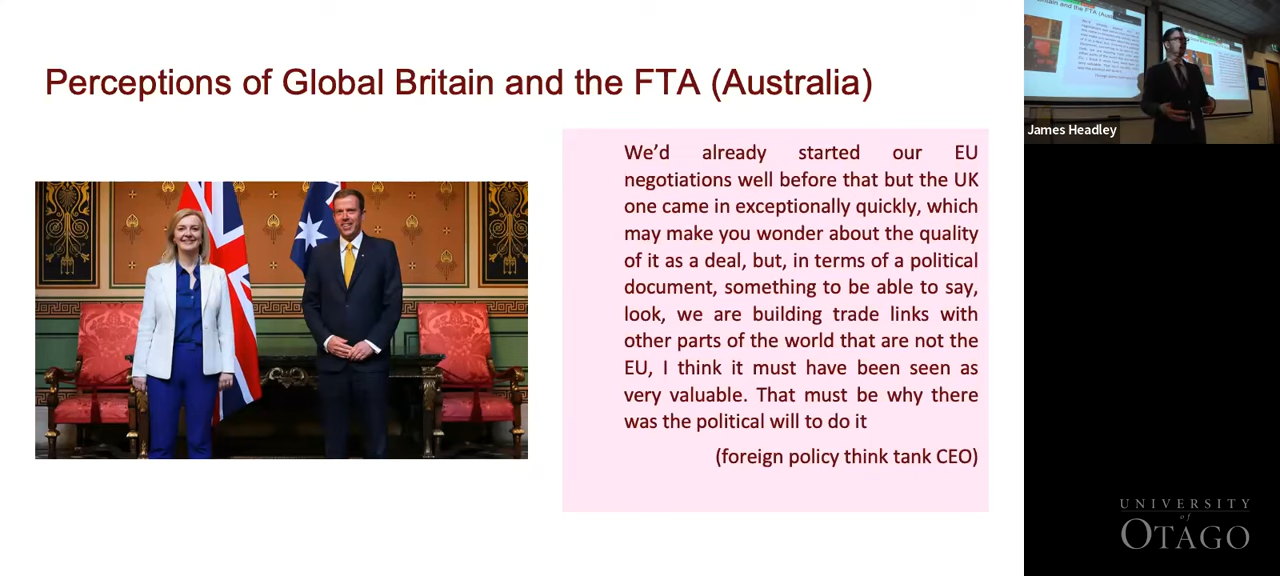 Perceptions of Global Britain and the FTA (Australia)
We’d already started our EU
negotiations well before that but the UK
one came in exceptionally quickly, which
may make you wonder about the quality
of it as a deal, but, in terms of a political
document, something to be able to say,
look, we are building trade links with
other parts of the world that are not the
EU, I think it must have been seen as
very valuable. That must be why there
was the political will to do it
(foreign policy think tank CEO)
James Headley
UNIVERSITY
of
OTAGO